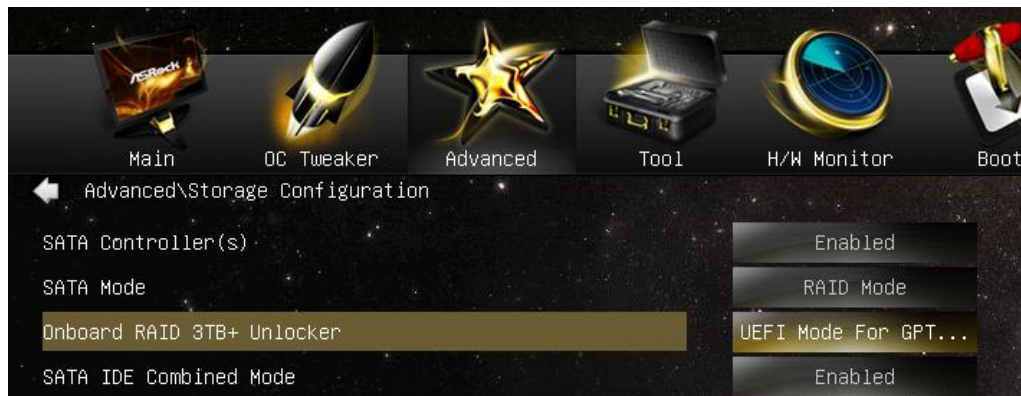 ASRock
Main OC Tweaker Advanced Tool H/W Monitor Boot
Advanced\Storage Configuration
SATA Controller(s) Enabled
SATA Mode RAID Mode
Onboard RAID 3TB+ Unlocker UEFI Mode For GPT...
SATA IDE Combined Mode Enabled